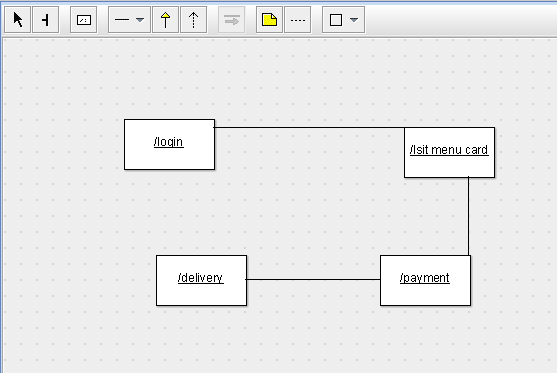 /login
/lsit menu card
/delivery
/payment